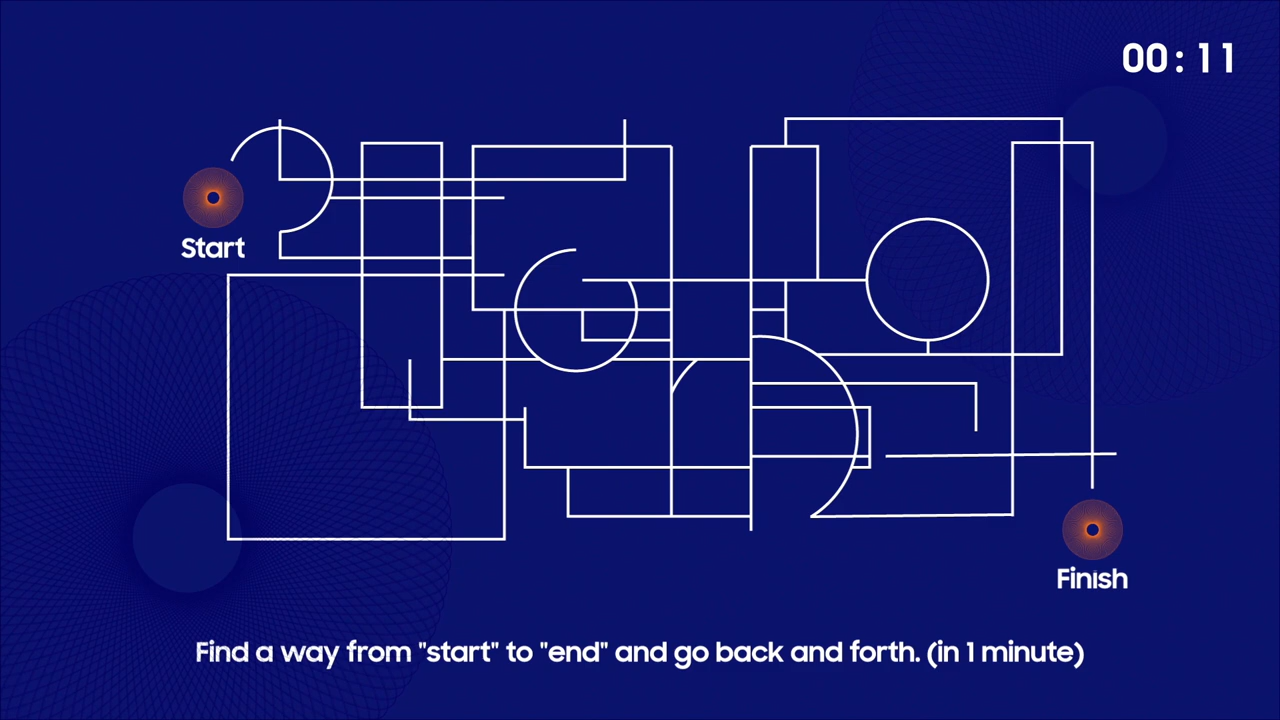 00:11
Start
Finish
Find a way from "start" to "end" and go back and forth. (in 1 minute)